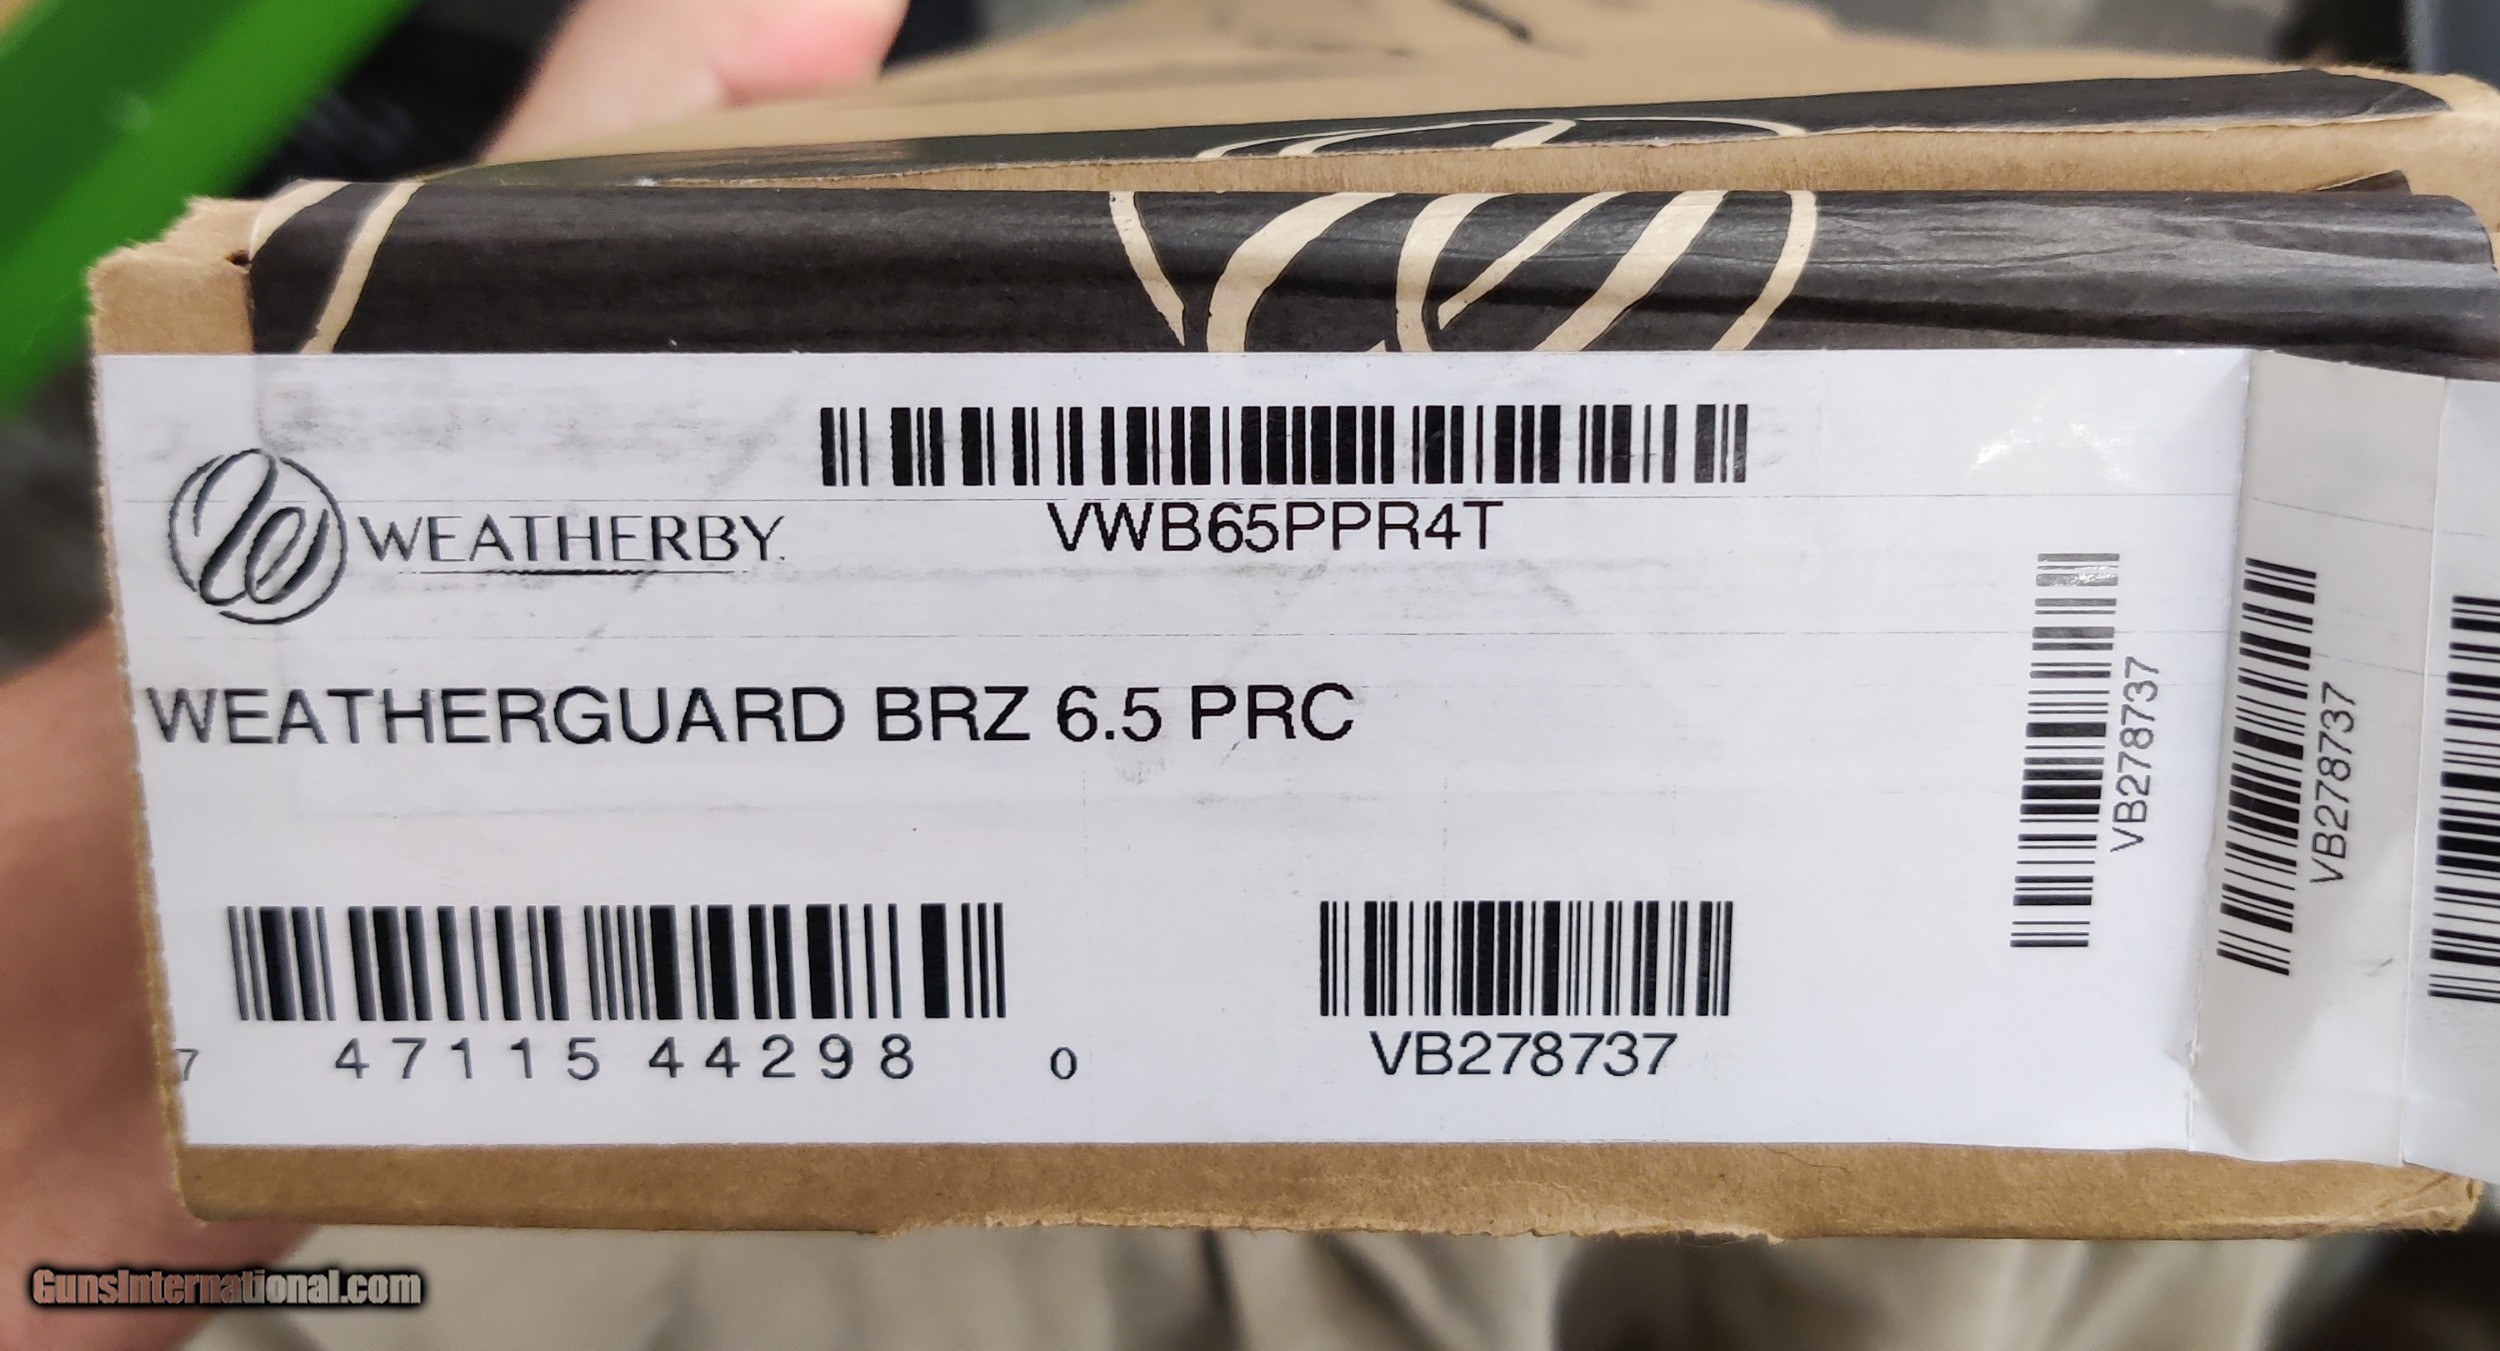 VWB65PPR4T
WEATHERBY
WEATHERGUARD BRZ 6.5 PRC
7 47115 44298 0
VB278737
VB278737
VB278737
GunsInternational.com